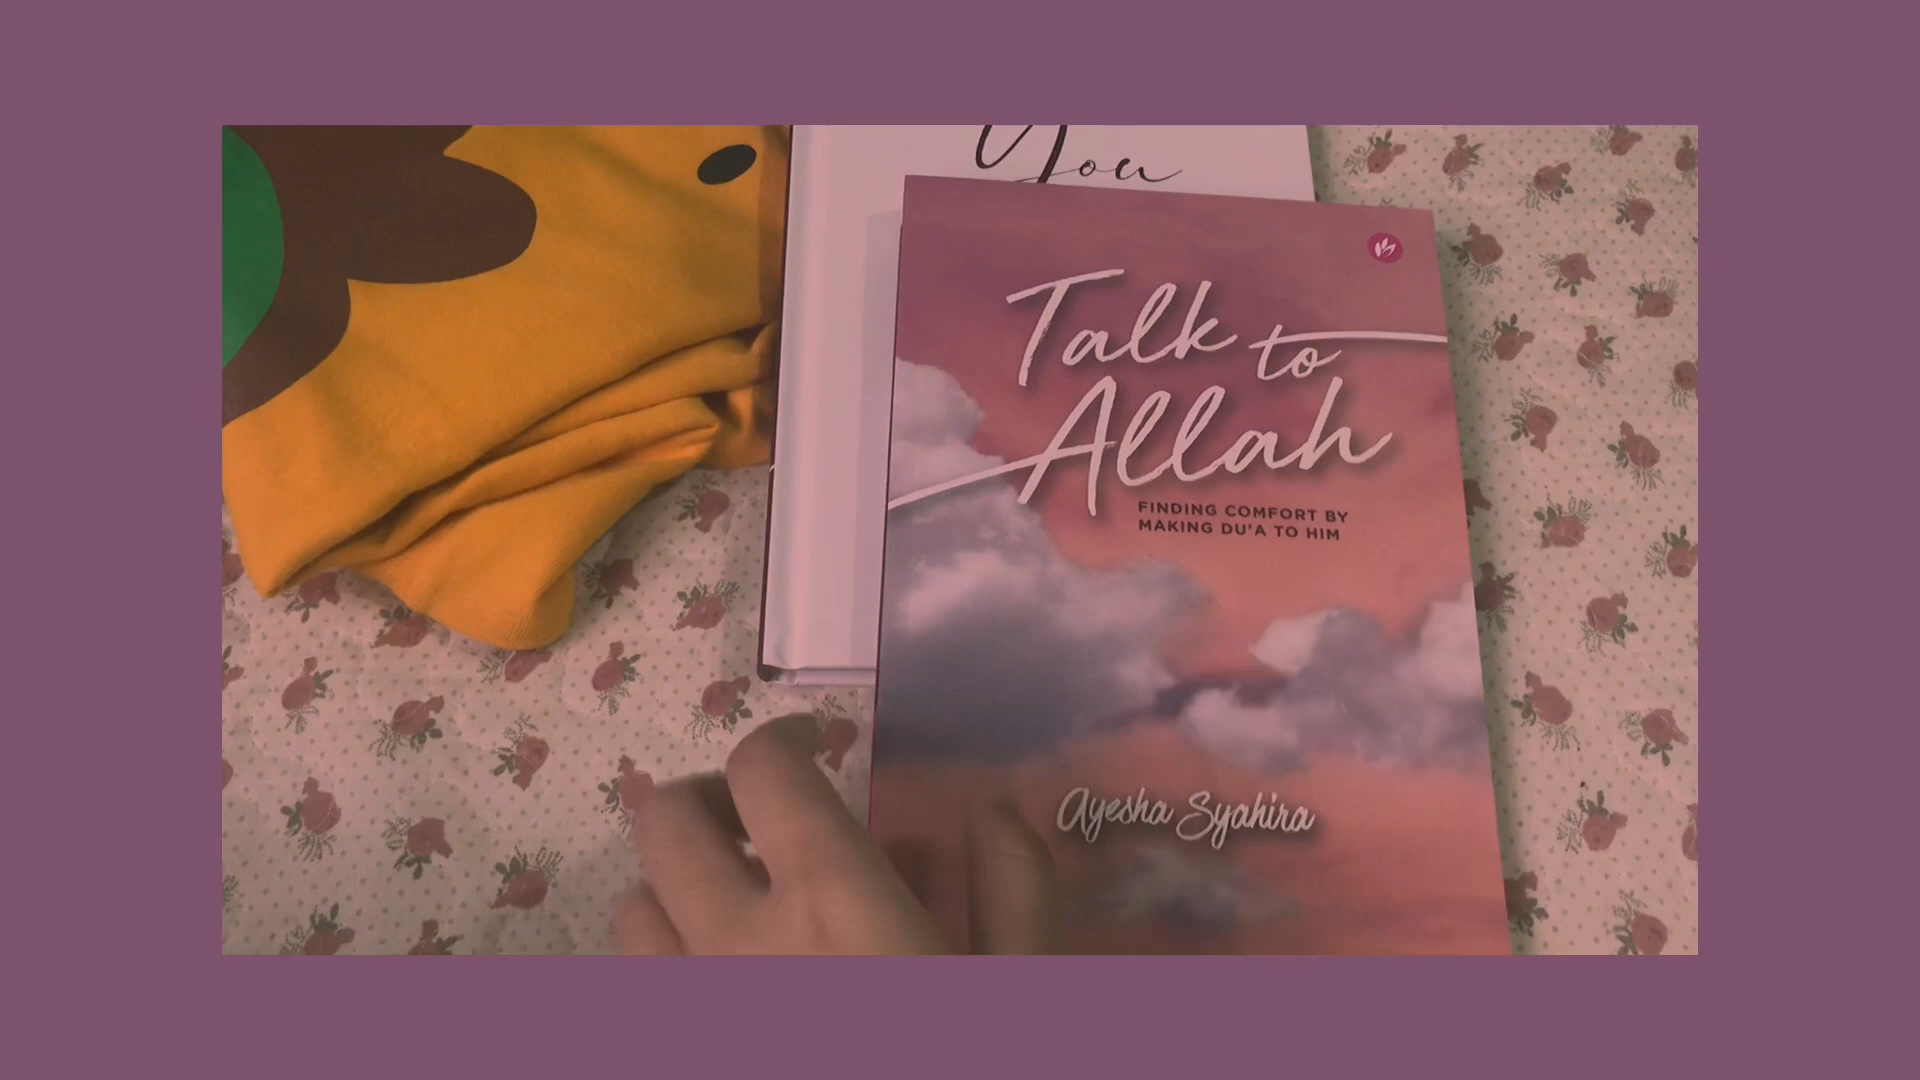 You
Talk to
Allah
FINDING COMFORT BY
MAKING DU'A TO HIM
Ayesha Syahira